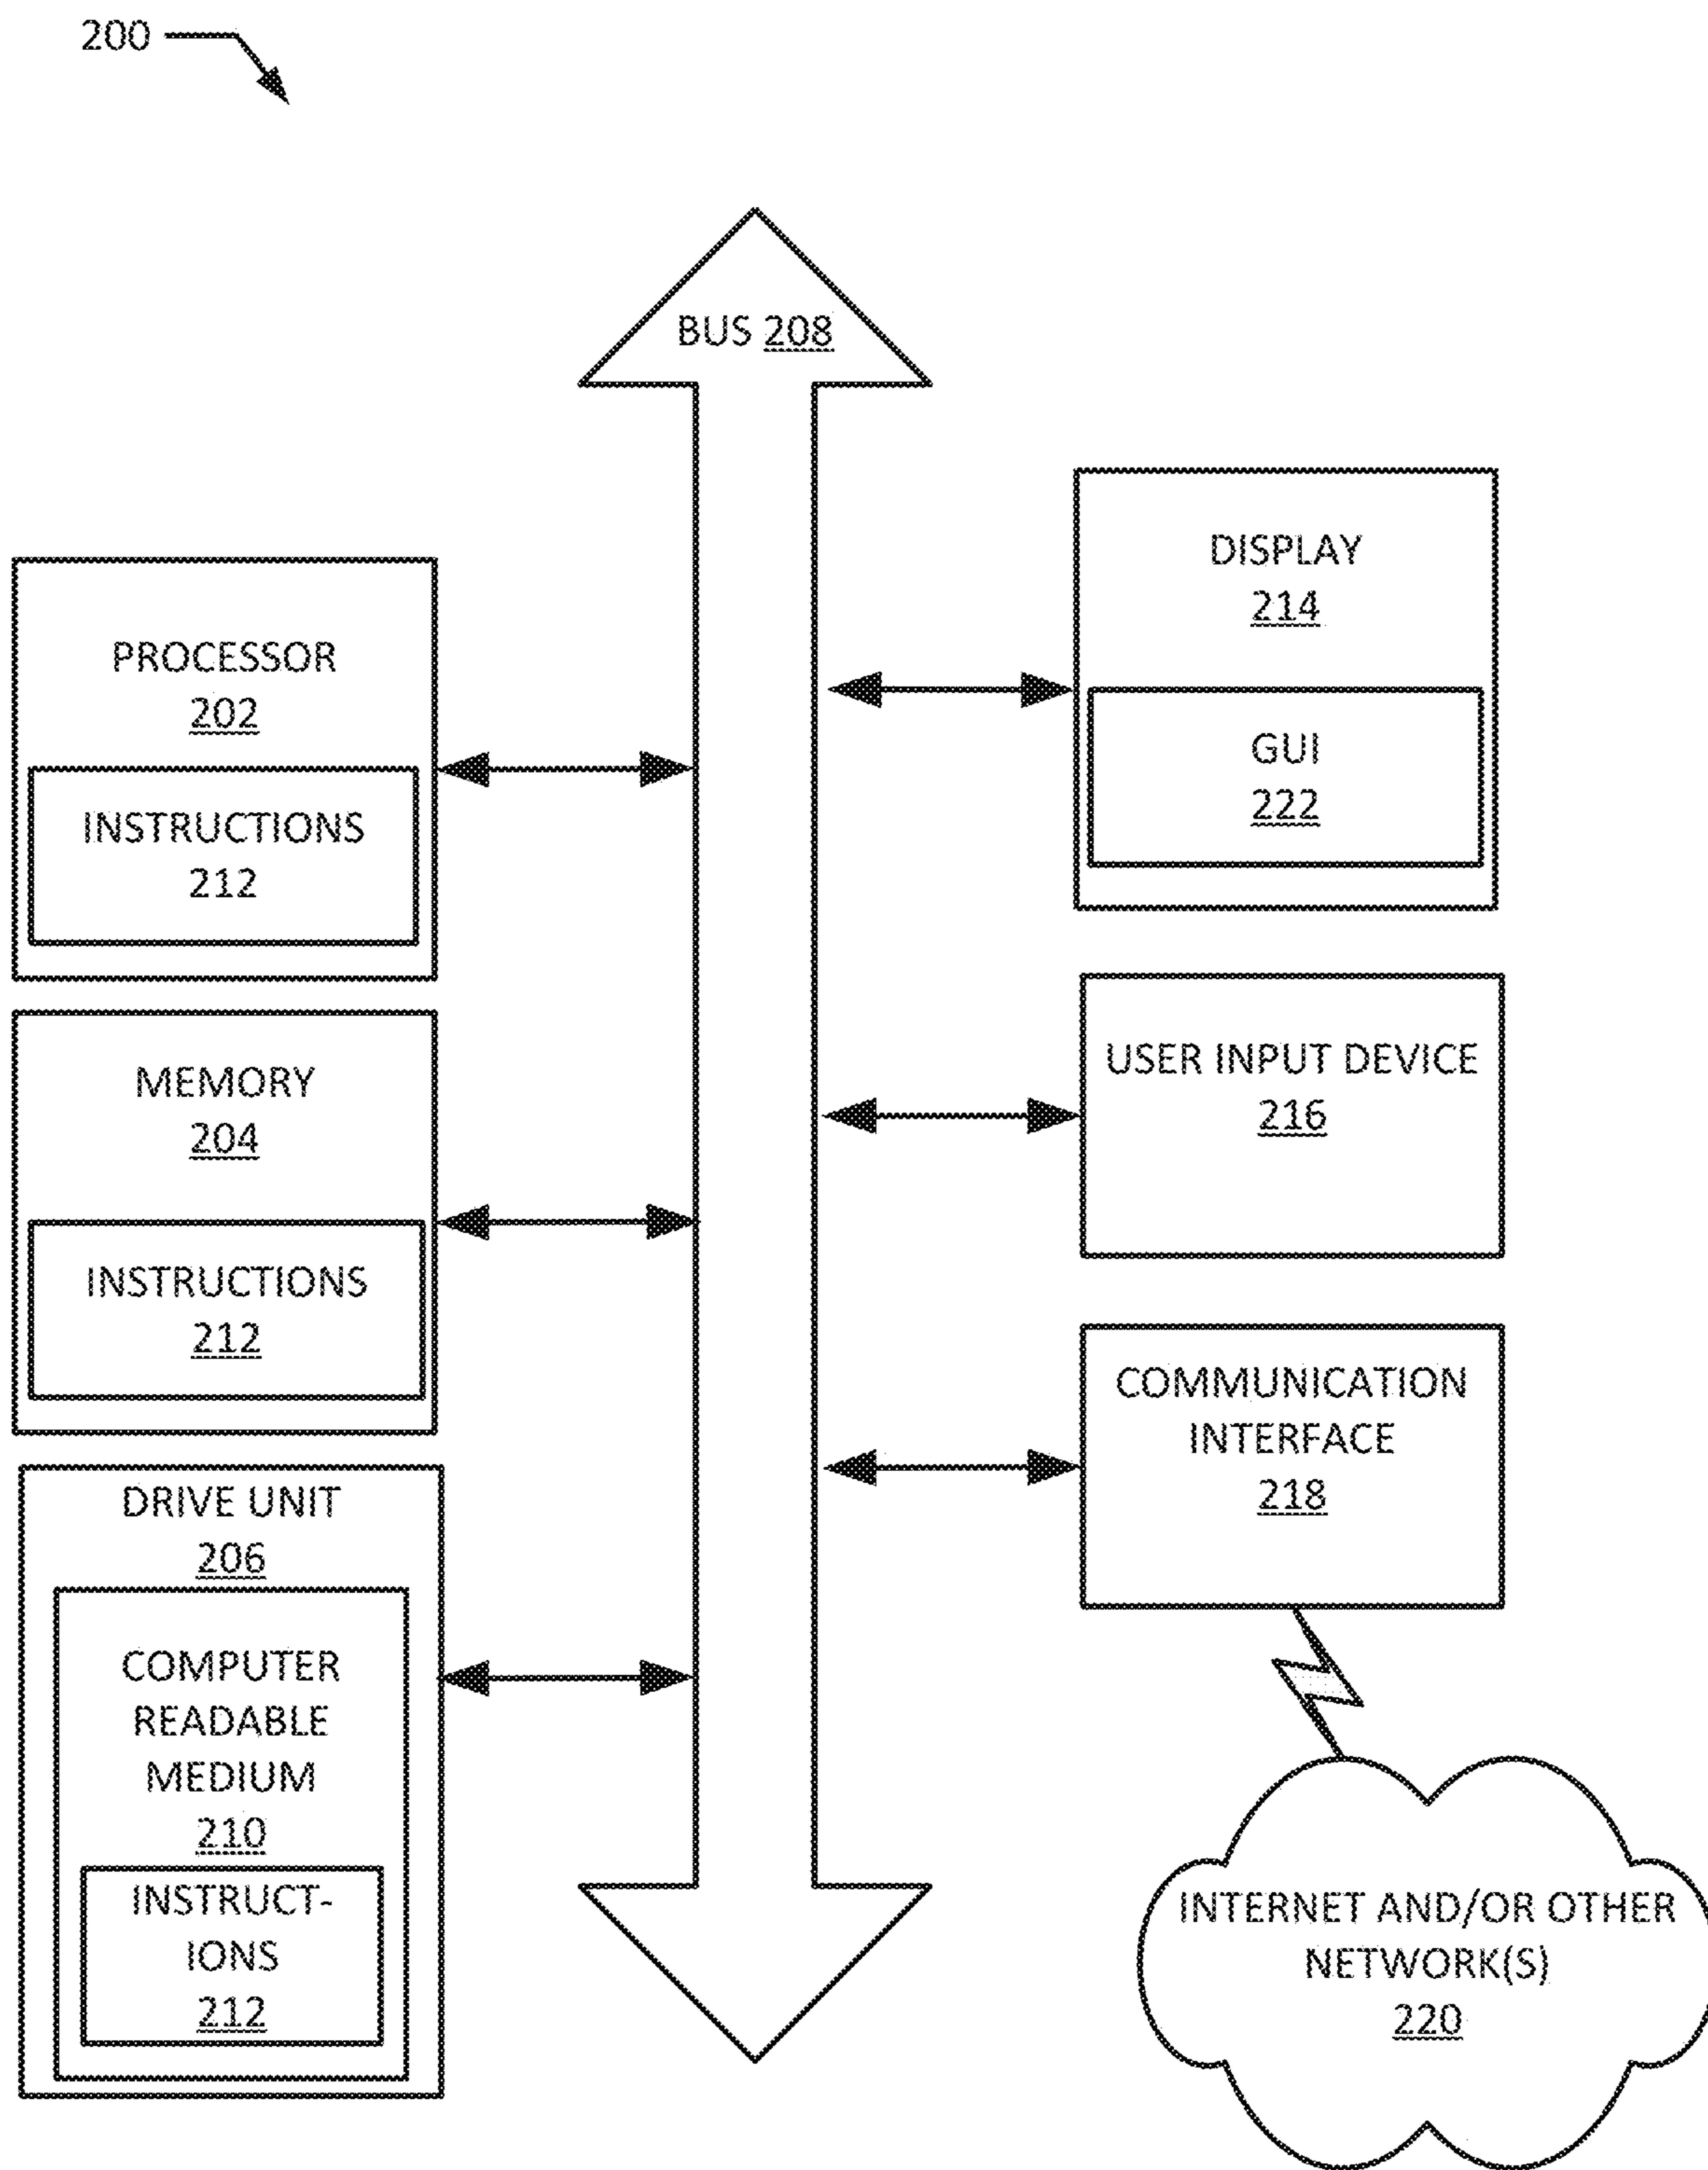 200
BUS 208
PROCESSOR
202
INSTRUCTIONS
212
MEMORY
204
INSTRUCTIONS
212
DRIVE UNIT
206
COMPUTER
READABLE
MEDIUM
210
INSTRUCT-
IONS
212
DISPLAY
214
GUI
222
USER INPUT DEVICE
216
COMMUNICATION
INTERFACE
218
INTERNET AND/OR OTHER
NETWORK(S)
220